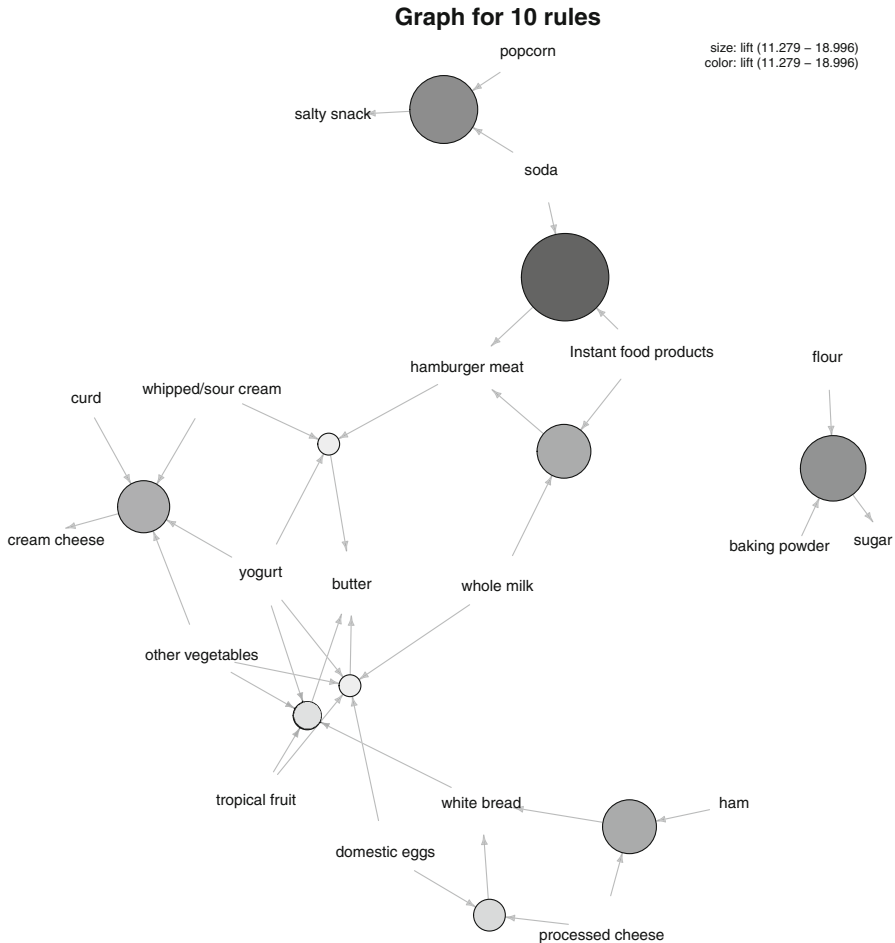 Graph for 10 rules
size: lift (11.279 − 18.996)
color: lift (11.279 − 18.996)
popcorn
salty snack
soda
Instant food products
flour
hamburger meat
whipped/sour cream
curd
cream cheese
baking powder
sugar
yogurt
butter
whole milk
other vegetables
tropical fruit
white bread
ham
domestic eggs
processed cheese